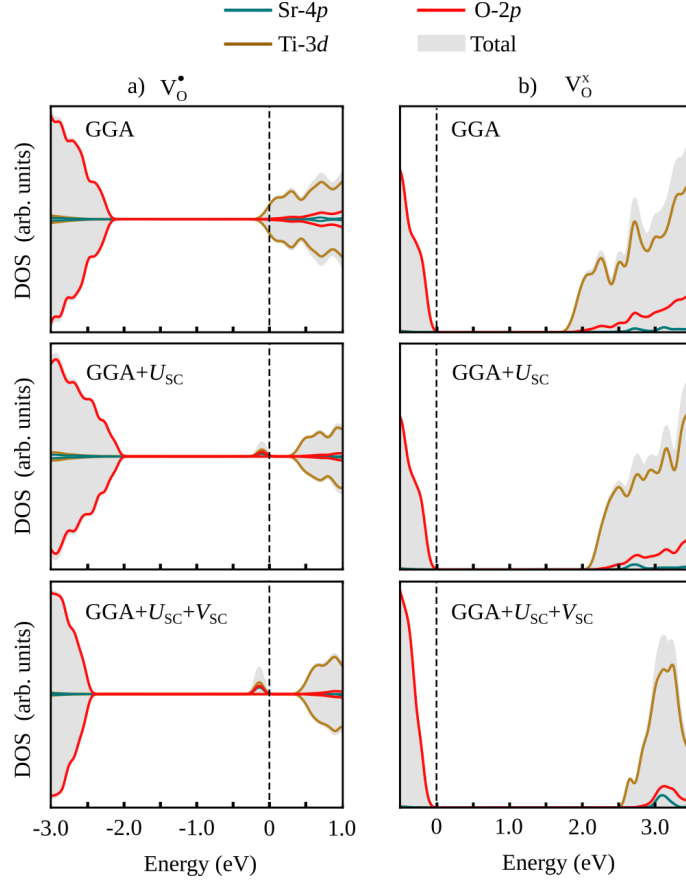 Sr-4p O-2p
Ti-3d Total
a) V_O^• b) V_O^x
GGA GGA
DOS (arb. units)
GGA+U_SC GGA+U_SC
DOS (arb. units)
GGA+U_SC+V_SC GGA+U_SC+V_SC
DOS (arb. units)
-3.0 -2.0 -1.0 0 1.0 0 1.0 2.0 3.0
Energy (eV) Energy (eV)